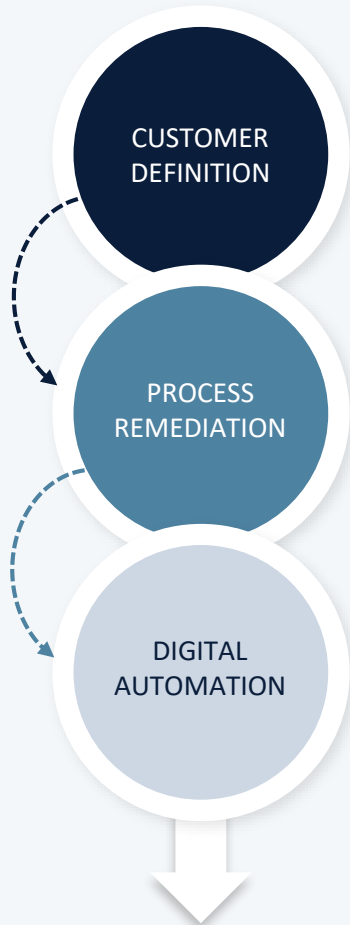 CUSTOMER
DEFINITION
PROCESS
REMEDIATION
DIGITAL
AUTOMATION